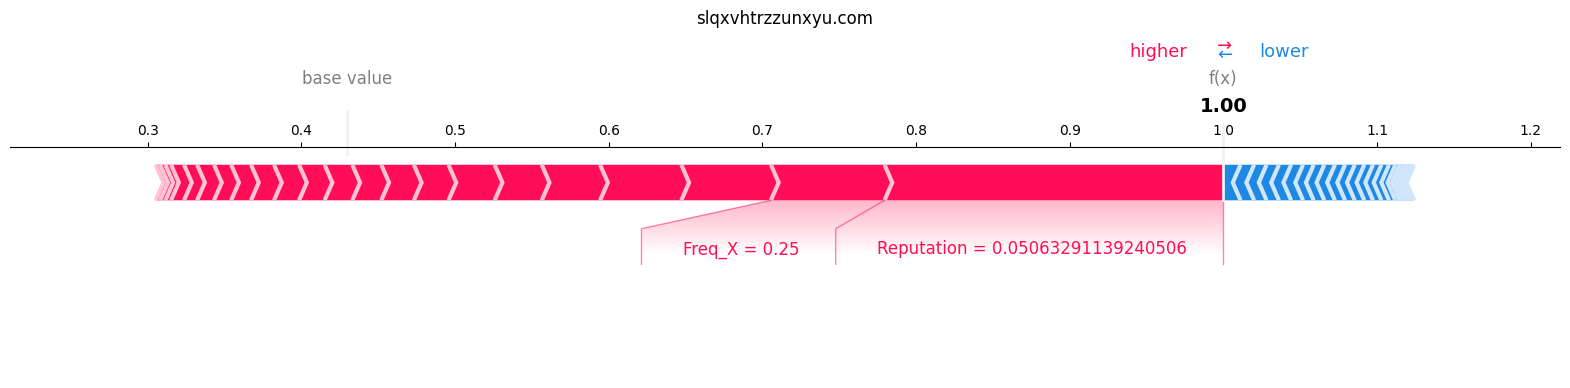 slqxvhtrzzunxyu.com
higher ⇄ lower
base value f(x)
1.00
0.3 0.4 0.5 0.6 0.7 0.8 0.9 1.0 1.1 1.2
Freq_X = 0.25 Reputation = 0.05063291139240506